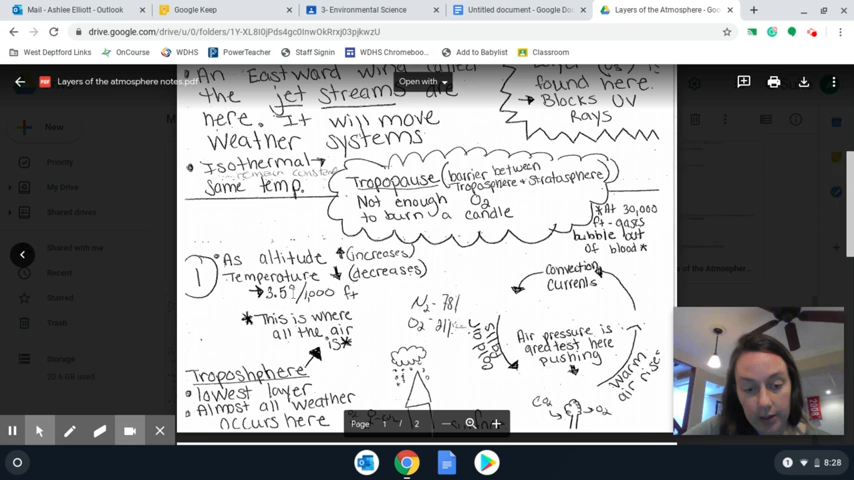 Mail - Ashlee Elliott - Outlook
Google Keep
3- Environmental Science
Untitled document - Google Doc
Layers of the Atmosphere - Goo
drive.google.com/drive/u/0/folders/1Y-XL8I0jPds4gc0InwOkRrxj03pjkwzU
West Deptford Links
OnCourse
WDHS
PowerTeacher
Staff Signin
WDHS Chromeboo...
Add to Babylist
Classroom
Layers of the atmosphere notes.pdf
Open with
New
Priority
My Drive
Shared drives
Shared with me
Recent
Starred
Trash
Storage
An Eastward wind called
the jet streams are
here. It will move
weather systems
found here.
Blocks UV
Rays
Isothermal→
remain constant
same temp.
Tropopause (barrier between
Troposphere + Stratosphere)
Not enough O2
to burn a candle
*At 30,000
ft - gases
bubble out
of blood*
1
As altitude ↑ (increases)
Temperature ↓ (decreases)
→ 3.5°/1,000 ft
*This is where
all the air
is*
N2-78%
O2-21%
convection
currents
Air pressure is
greatest here
pushing
warm
air rises
CO2
O2
Troposhphere
lowest layer
Almost all weather
occurs here
Page 1 / 2
8:28